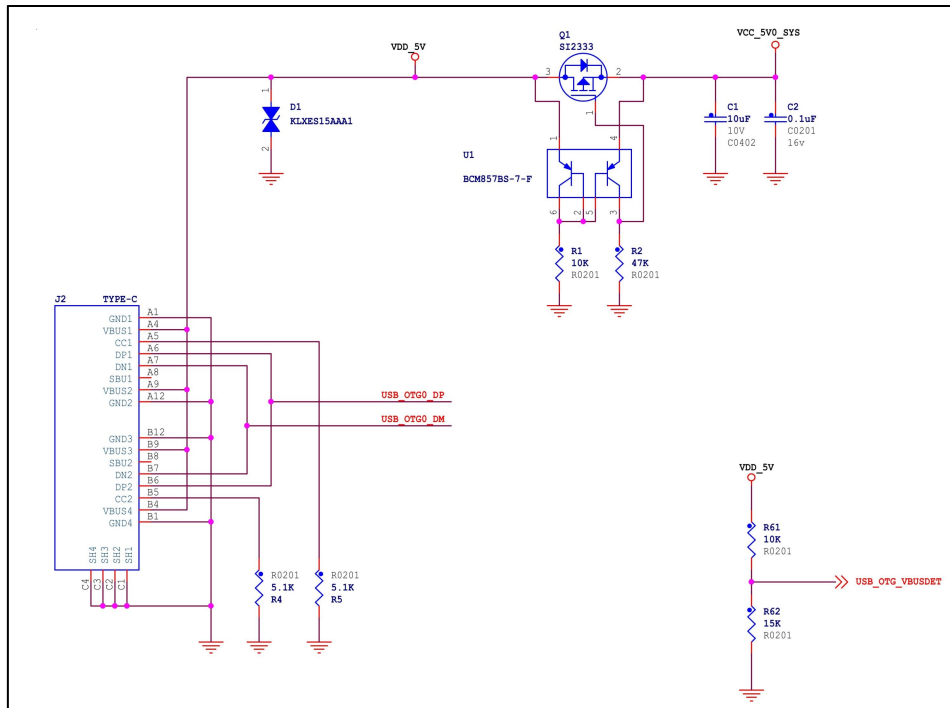 Q1
SI2333
VDD_5V
VCC_5V0_SYS
3
2
1
1
D1
KLXES15AAA1
2
C1
10uF
10V
C0402
C2
0.1uF
C0201
16v
1
4
U1
BCM857BS-7-F
6
2
5
3
R1
10K
R0201
R2
47K
R0201
J2 TYPE-C
GND1 A1
VBUS1 A4
CC1 A5
DP1 A6
DN1 A7
SBU1 A8
VBUS2 A9
GND2 A12
USB_OTG0_DP
USB_OTG0_DM
GND3 B12
VBUS3 B9
SBU2 B8
DN2 B7
DP2 B6
CC2 B5
VBUS4 B4
GND4 B1
SH4 SH3 SH2 SH1
C4 C3 C2 C1
R0201
5.1K
R4
R0201
5.1K
R5
VDD_5V
R61
10K
R0201
USB_OTG_VBUSDET
R62
15K
R0201